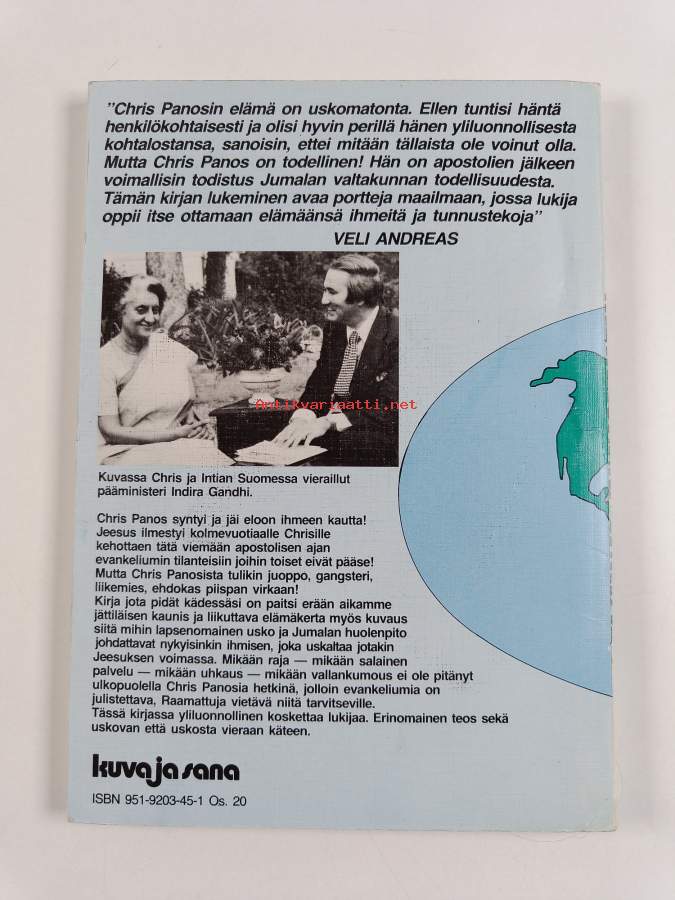 "Chris Panosin elämä on uskomatonta. Ellen tuntisi häntä
henkilökohtaisesti ja olisi hyvin perillä hänen yliluonnollisesta
kohtalostansa, sanoisin, ettei mitään tällaista ole voinut olla.
Mutta Chris Panos on todellinen! Hän on apostolien jälkeen
voimallisin todistus Jumalan valtakunnan todellisuudesta.
Tämän kirjan lukeminen avaa portteja maailmaan, jossa lukija
oppii itse ottamaan elämäänsä ihmeitä ja tunnustekoja"
VELI ANDREAS
Antikvariaatti.net
Kuvassa Chris ja Intian Suomessa vieraillut
pääministeri Indira Gandhi.
Chris Panos syntyi ja jäi eloon ihmeen kautta!
Jeesus ilmestyi kolmevuotiaalle Chrisille
kehottaen tätä viemään apostolisen ajan
evankeliumin tilanteisiin joihin toiset eivät pääse!
Mutta Chris Panosista tulikin juoppo, gangsteri,
liikemies, ehdokas piispan virkaan!
Kirja jota pidät kädessäsi on paitsi erään aikamme
jättiläisen kaunis ja liikuttava elämäkerta myös kuvaus
siitä mihin lapsenomainen usko ja Jumalan huolenpito
johdattavat nykyisinkin ihmisen, joka uskaltaa jotakin
Jeesuksen voimassa. Mikään raja — mikään salainen
palvelu — mikään uhkaus — mikään vallankumous ei ole pitänyt
ulkopuolella Chris Panosia hetkinä, jolloin evankeliumia on
julistettava, Raamattuja vietävä niitä tarvitseville.
Tässä kirjassa yliluonnollinen koskettaa lukijaa. Erinomainen teos sekä
uskovan että uskosta vieraan käteen.
kuva ja sana
ISBN 951-9203-45-1 Os. 20